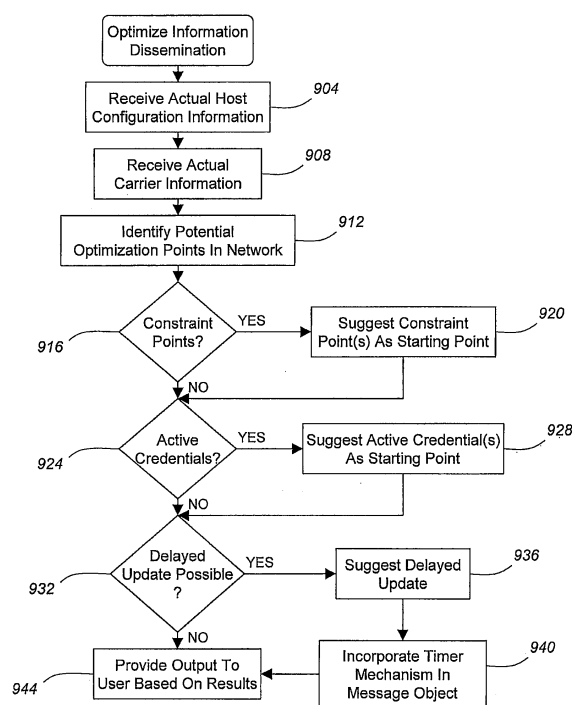 Optimize Information
Dissemination
904
Receive Actual Host
Configuration Information
908
Receive Actual
Carrier Information
912
Identify Potential
Optimization Points In Network
916
Constraint
Points?
YES
NO
920
Suggest Constraint
Point(s) As Starting Point
924
Active
Credentials?
YES
NO
928
Suggest Active Credential(s)
As Starting Point
932
Delayed
Update Possible
?
YES
NO
936
Suggest Delayed
Update
940
Incorporate Timer
Mechanism In
Message Object
944
Provide Output To
User Based On Results